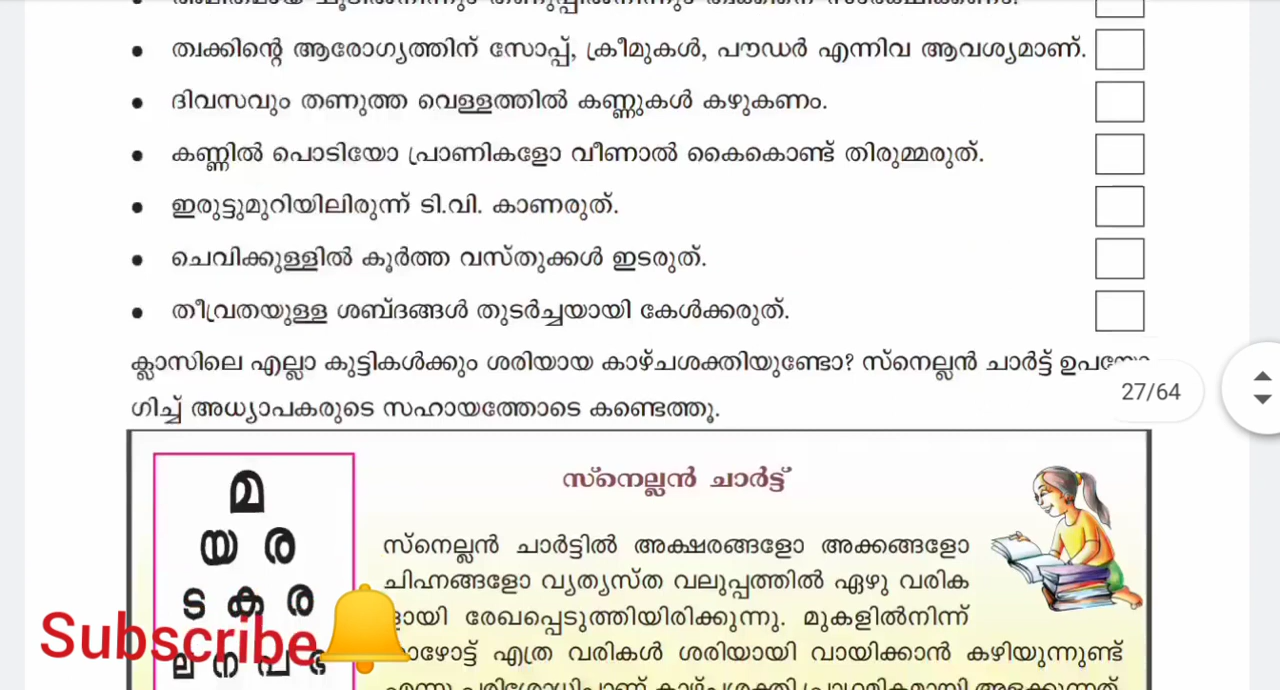 ത്വക്കിന്റെ ആരോഗ്യത്തിന് സോപ്പ്, ക്രീമുകൾ, പൗഡർ എന്നിവ ആവശ്യമാണ്.
ദിവസവും തണുത്ത വെള്ളത്തിൽ കണ്ണുകൾ കഴുകണം.
കണ്ണിൽ പൊടിയോ പ്രാണികളോ വീണാൽ കൈകൊണ്ട് തിരുമ്മരുത്.
ഇരുട്ടുമുറിയിലിരുന്ന് ടി.വി. കാണരുത്.
ചെവിക്കുള്ളിൽ കൂർത്ത വസ്തുക്കൾ ഇടരുത്.
തീവ്രതയുള്ള ശബ്ദങ്ങൾ തുടർച്ചയായി കേൾക്കരുത്.
ക്ലാസിലെ എല്ലാ കുട്ടികൾക്കും ശരിയായ കാഴ്ചശക്തിയുണ്ടോ? സ്നെല്ലൻ ചാർട്ട് ഉപയോ
27/64
ഗിച്ച് അധ്യാപകരുടെ സഹായത്തോടെ കണ്ടെത്തൂ.
മ
യ ര
ട ക ര
ല ന പ ഭ
Subscribe
സ്നെല്ലൻ ചാർട്ട്
സ്നെല്ലൻ ചാർട്ടിൽ അക്ഷരങ്ങളോ അക്കങ്ങളോ
ചിഹ്നങ്ങളോ വ്യത്യസ്ത വലുപ്പത്തിൽ ഏഴു വരിക
ളായി രേഖപ്പെടുത്തിയിരിക്കുന്നു. മുകളിൽനിന്ന്
താഴോട്ട് എത്ര വരികൾ ശരിയായി വായിക്കാൻ കഴിയുന്നുണ്ട്